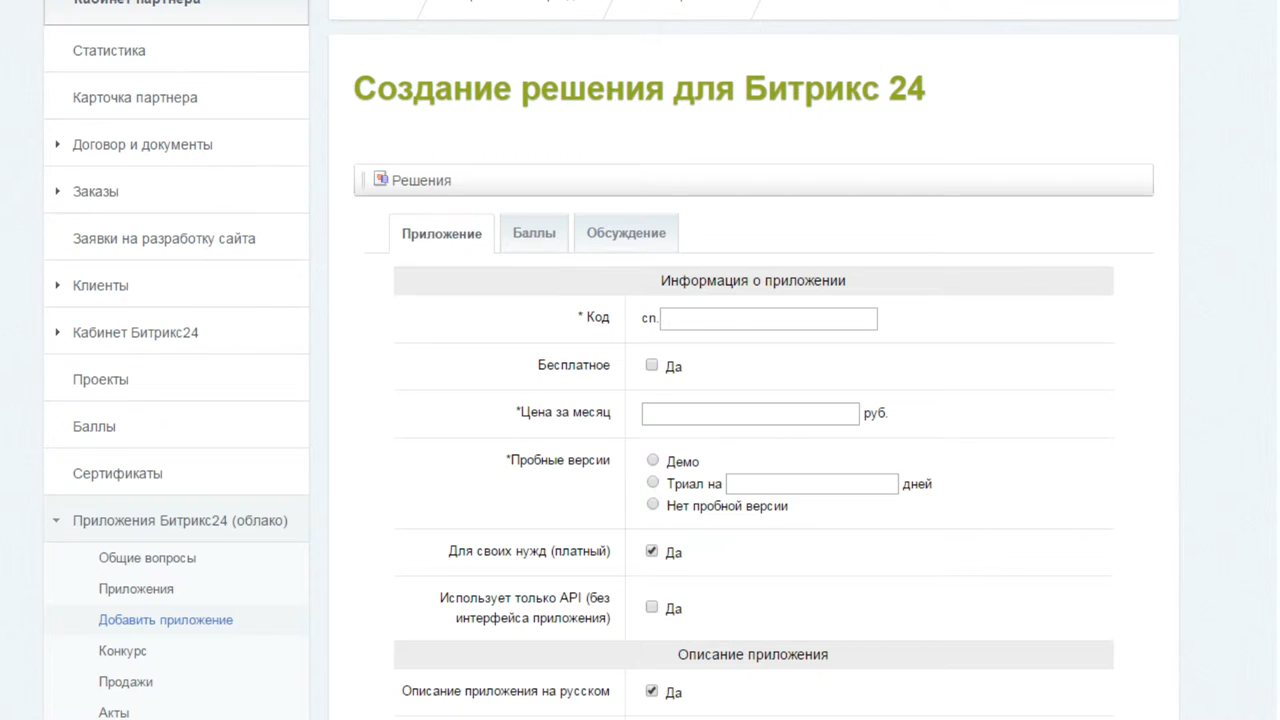 Кабинет партнера
Статистика
Карточка партнера
Договор и документы
Заказы
Заявки на разработку сайта
Клиенты
Кабинет Битрикс24
Проекты
Баллы
Сертификаты
Приложения Битрикс24 (облако)
Общие вопросы
Приложения
Добавить приложение
Конкурс
Продажи
Акты
Создание решения для Битрикс 24
Решения
Приложение Баллы Обсуждение
Информация о приложении
* Код сп.
Бесплатное Да
*Цена за месяц руб.
*Пробные версии Демо
Триал на дней
Нет пробной версии
Для своих нужд (платный) Да
Использует только API (без
интерфейса приложения) Да
Описание приложения
Описание приложения на русском Да